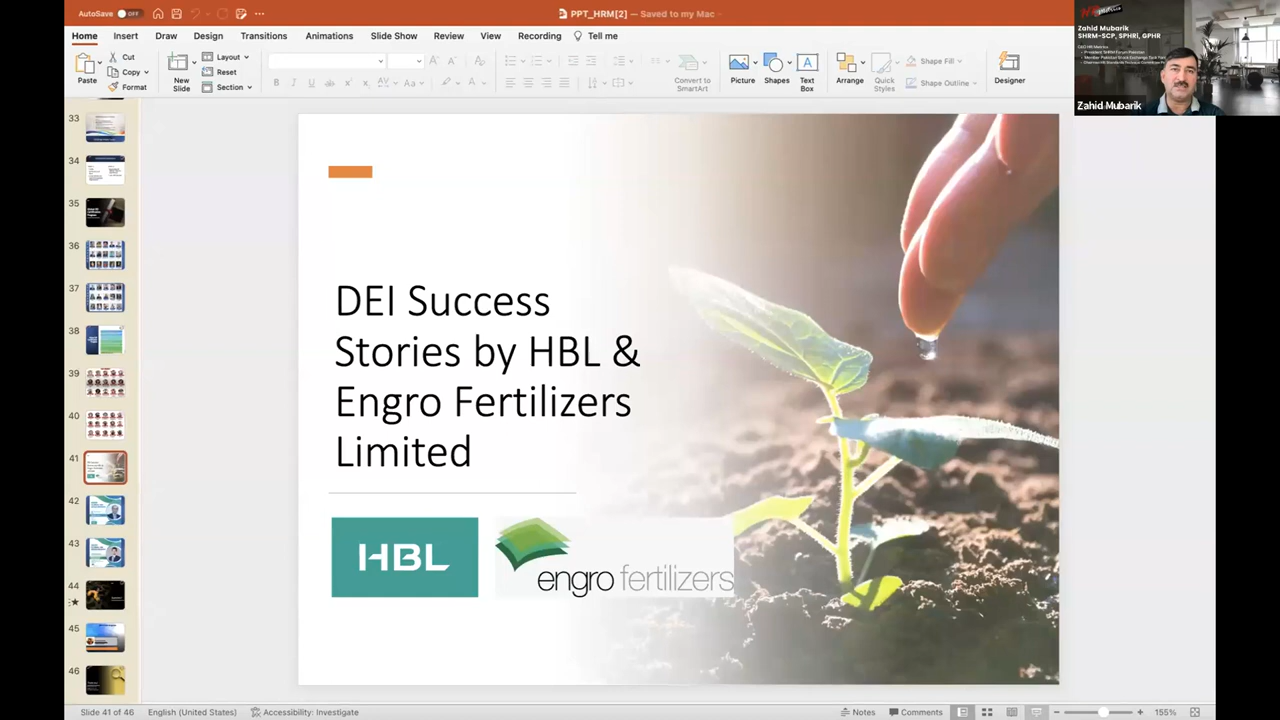 AutoSave OFF
PPT_HRM[2] — Saved to my Mac
Home Insert Draw Design Transitions Animations Slide Show Review View Recording Tell me
Paste
Cut
Copy
Format
New
Slide
Layout
Reset
Section
Convert to
SmartArt
Picture
Shapes
Text
Box
Arrange
Quick
Styles
Shape Fill
Shape Outline
Designer
Zahid Mubarik
SHRM-SCP, SPHRi, GPHR
Zahid Mubarik
33
34
35
36
37
38
39
40
41
42
43
44
45
46
DEI Success
Stories by HBL &
Engro Fertilizers
Limited
HBL
engro fertilizers
Slide 41 of 46 English (United States) Accessibility: Investigate Notes Comments 155%